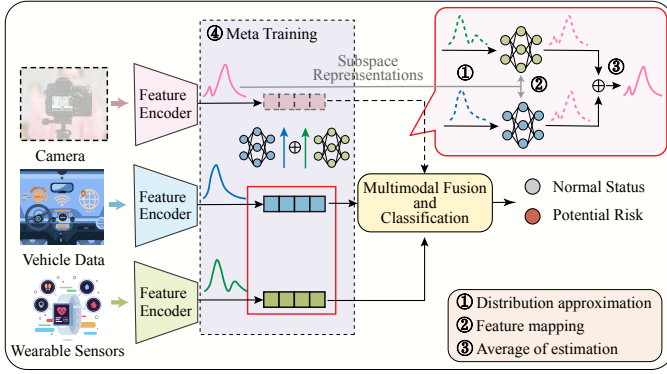 ④ Meta Training
Subspace
Reprensentations
①
②
③
Feature
Encoder
Camera
Feature
Encoder
Vehicle Data
Feature
Encoder
Wearable Sensors
Multimodal Fusion
and
Classification
Normal Status
Potential Risk
① Distribution approximation
② Feature mapping
③ Average of estimation